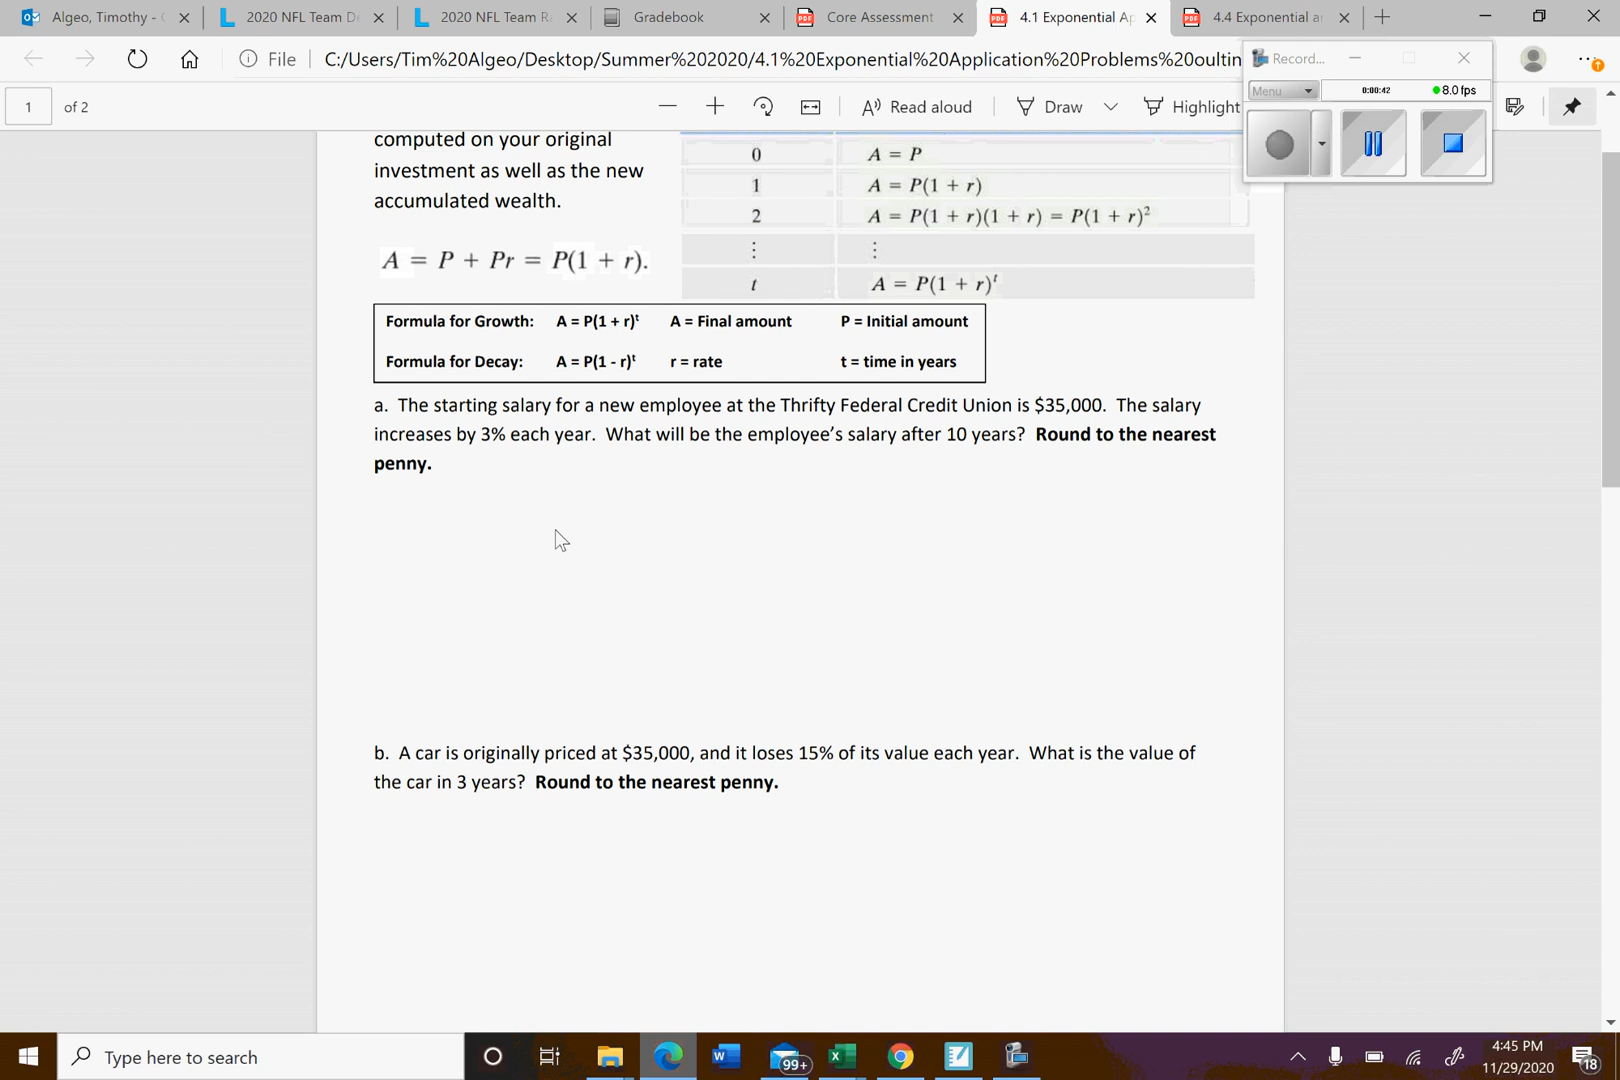 Algeo, Timothy -
2020 NFL Team D
2020 NFL Team R
Gradebook
Core Assessment
4.1 Exponential Ap
4.4 Exponential a
File
C:/Users/Tim%20Algeo/Desktop/Summer%202020/4.1%20Exponential%20Application%20Problems%20oultin
Record...
Menu
0:00:42
8.0 fps
1
of 2
Read aloud
Draw
Highlight
computed on your original
investment as well as the new
accumulated wealth.
A = P + Pr = P(1 + r).
0 A = P
1 A = P(1 + r)
2 A = P(1 + r)(1 + r) = P(1 + r)²
⋮ ⋮
t A = P(1 + r)ᵗ
Formula for Growth: A = P(1 + r)ᵗ A = Final amount P = Initial amount
Formula for Decay: A = P(1 - r)ᵗ r = rate t = time in years
a. The starting salary for a new employee at the Thrifty Federal Credit Union is $35,000. The salary
increases by 3% each year. What will be the employee’s salary after 10 years? Round to the nearest
penny.
b. A car is originally priced at $35,000, and it loses 15% of its value each year. What is the value of
the car in 3 years? Round to the nearest penny.
Type here to search
99+
4:45 PM
11/29/2020
18